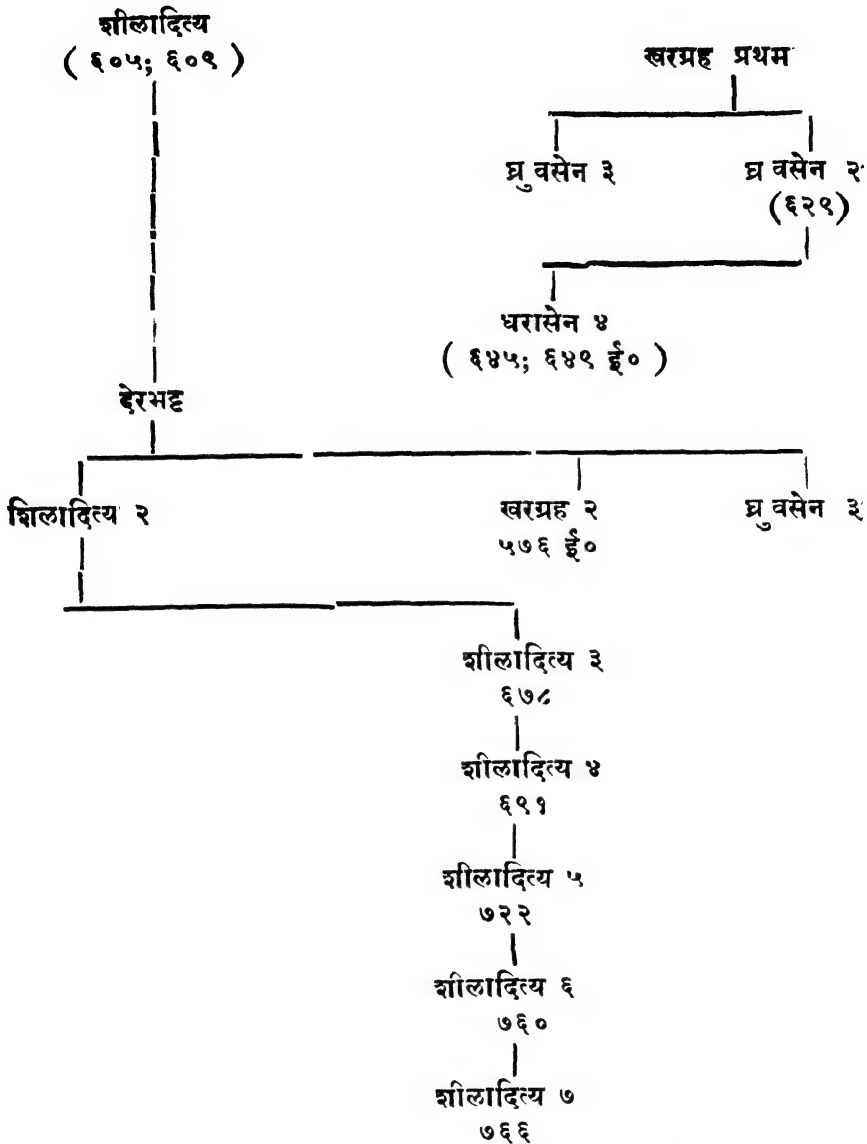 शीलादित्य
( ६०५; ६०९ )
खरग्रह प्रथम
घ्रुवसेन ३
घ्रवसेन २
(६२९)
धरासेन ४
( ६४५; ६४९ ई० )
देरभट्ट
शिलादित्य २
खरग्रह २
५७६ ई०
घ्रुवसेन ३
शीलादित्य ३
६७८
शीलादित्य ४
६९१
शीलादित्य ५
७२२
शीलादित्य ६
७६०
शीलादित्य ७
७६६